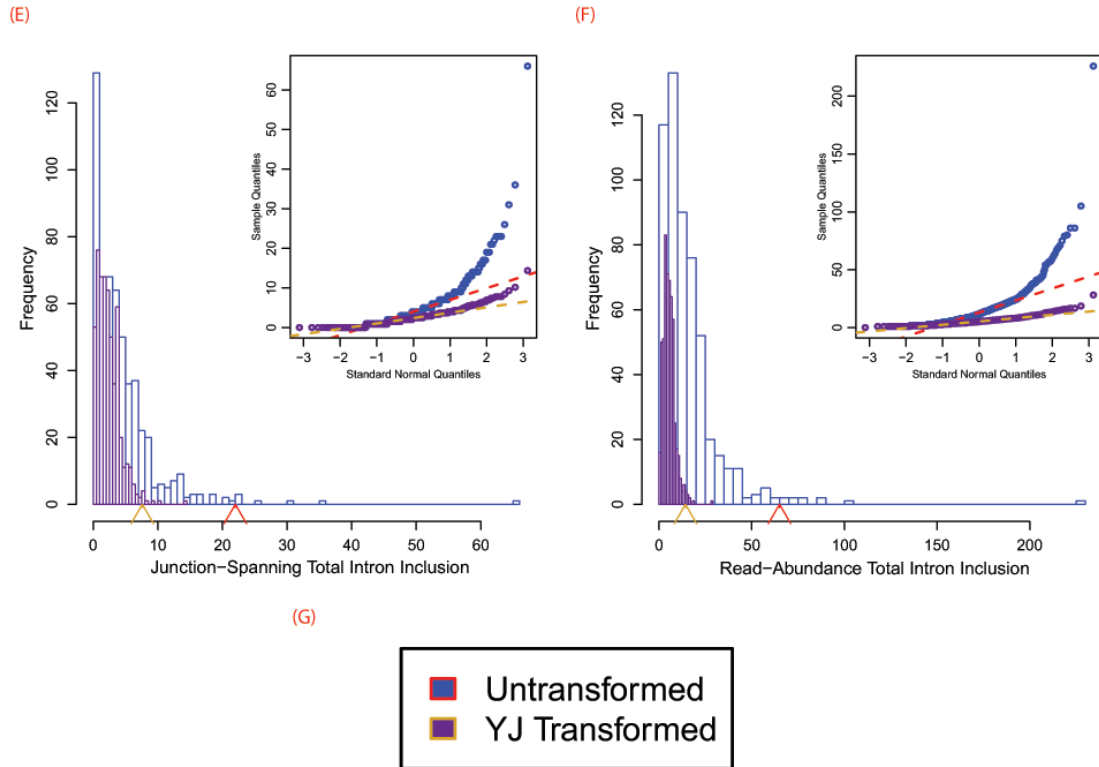 (E)
(F)
Frequency
0 20 40 60 80 100 120
0 10 20 30 40 50 60
Junction−Spanning Total Intron Inclusion
Sample Quantiles
0 10 20 30 40 50 60
−3 −2 −1 0 1 2 3
Standard Normal Quantiles
Frequency
0 20 40 60 80 100 120
0 50 100 150 200
Read−Abundance Total Intron Inclusion
Sample Quantiles
0 50 100 150 200
−3 −2 −1 0 1 2 3
Standard Normal Quantiles
(G)
Untransformed
YJ Transformed